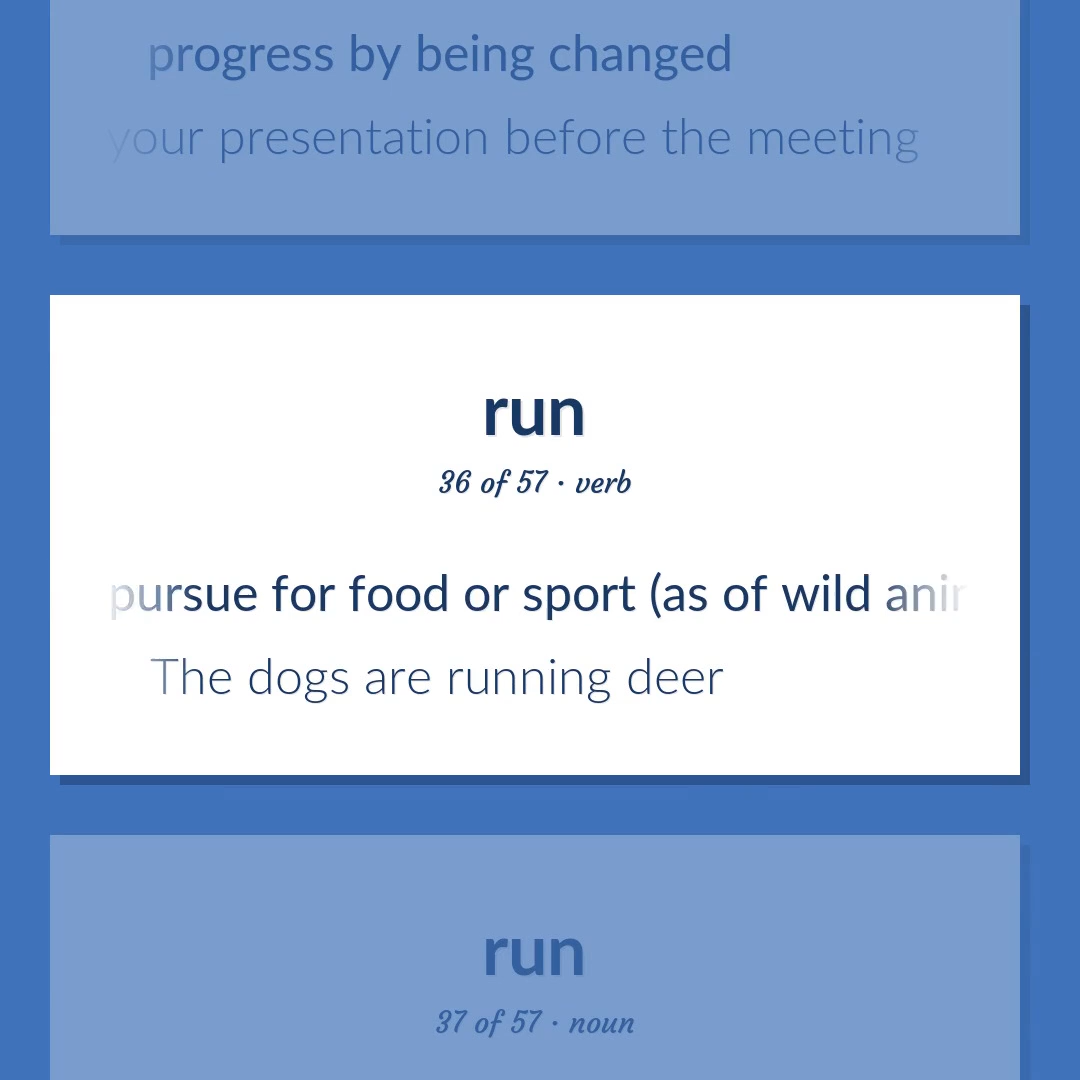 progress by being changed
your presentation before the meeting
run
36 of 57 · verb
pursue for food or sport (as of wild
The dogs are running deer
run
37 of 57 · noun